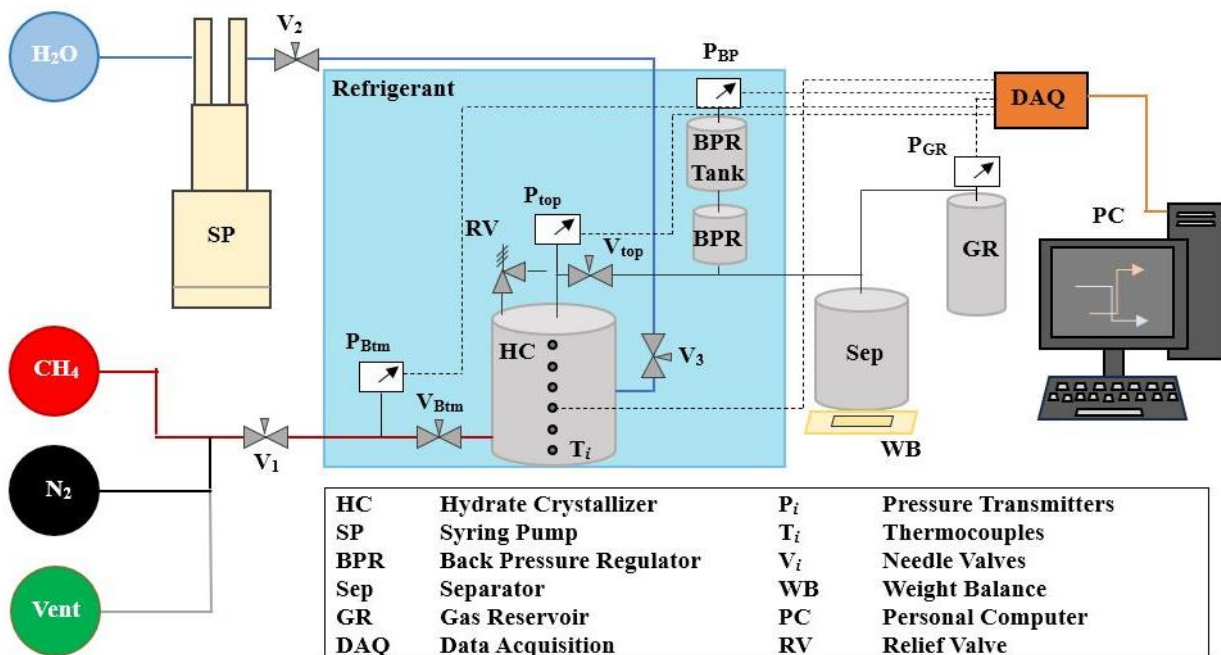 V₂
H₂O
Refrigerant
P_BP
DAQ
BPR
Tank
P_GR
SP
P_top
PC
RV
V_top
BPR
GR
P_Btm
HC
V₃
Sep
CH₄
V_Btm
V₁
T_i
WB
N₂
Vent
HC Hydrate Crystallizer P_i Pressure Transmitters
SP Syring Pump T_i Thermocouples
BPR Back Pressure Regulator V_i Needle Valves
Sep Separator WB Weight Balance
GR Gas Reservoir PC Personal Computer
DAQ Data Acquisition RV Relief Valve